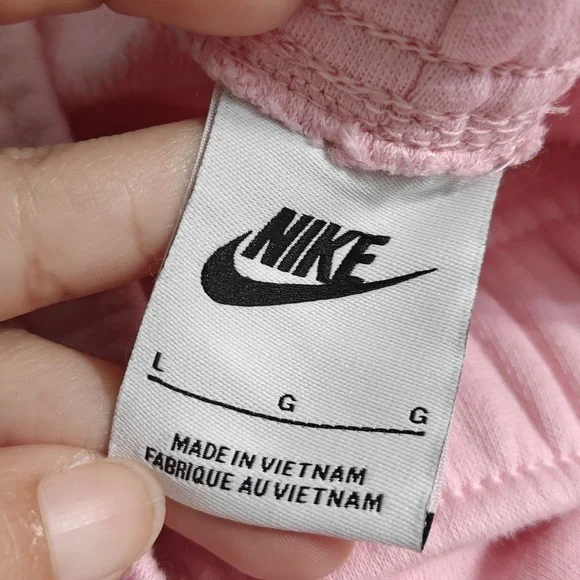 NIKE
L G G
MADE IN VIETNAM
FABRIQUE AU VIETNAM